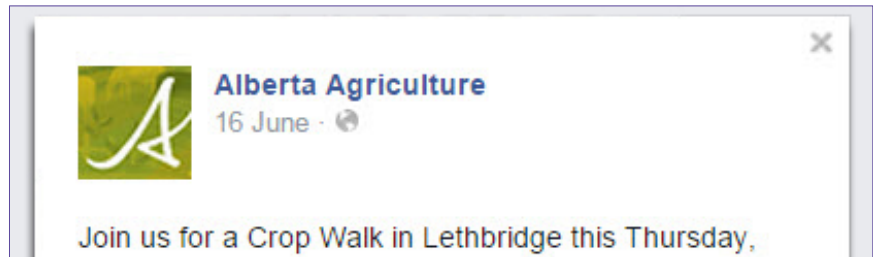 Alberta Agriculture
16 June ·
Join us for a Crop Walk in Lethbridge this Thursday,